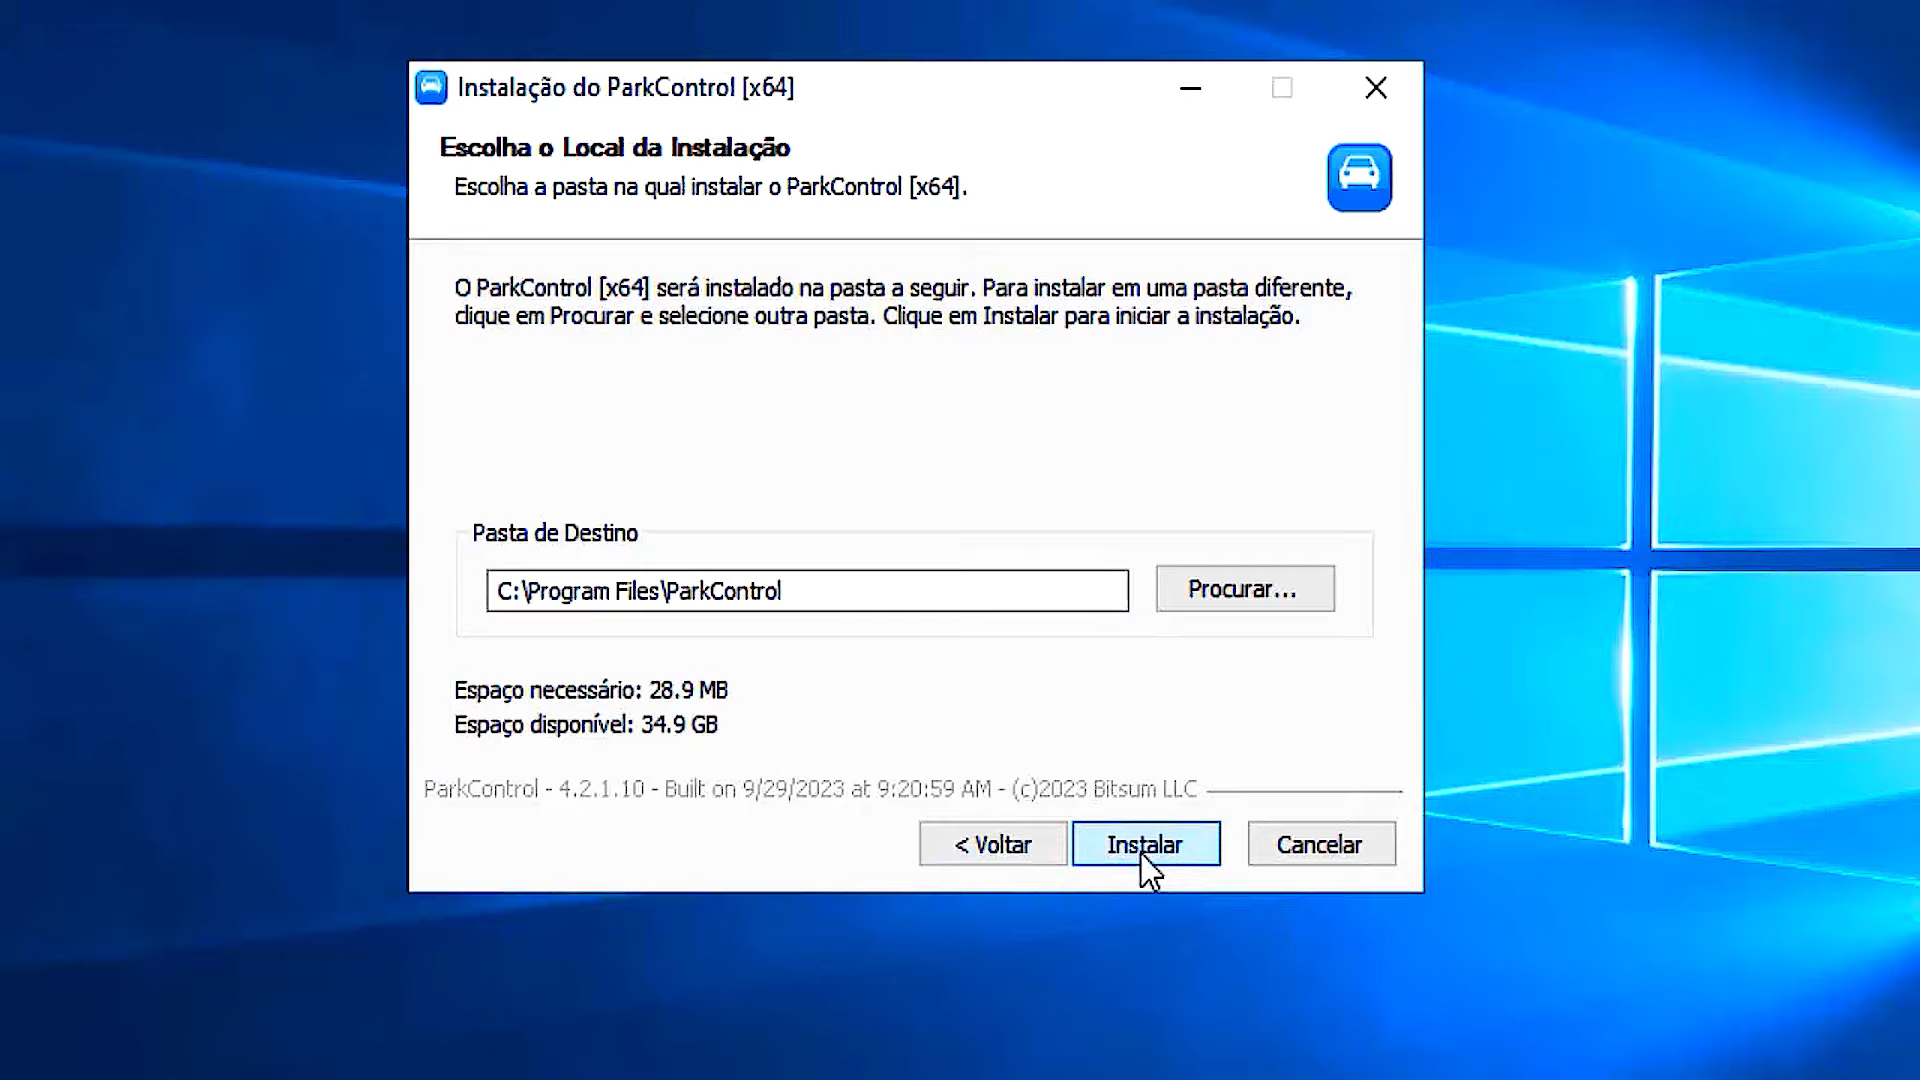 Instalação do ParkControl [x64]
Escolha o Local da Instalação
Escolha a pasta na qual instalar o ParkControl [x64].
O ParkControl [x64] será instalado na pasta a seguir. Para instalar em uma pasta diferente,
clique em Procurar e selecione outra pasta. Clique em Instalar para iniciar a instalação.
Pasta de Destino
C:\Program Files\ParkControl
Procurar...
Espaço necessário: 28.9 MB
Espaço disponível: 34.9 GB
ParkControl - 4.2.1.10 - Built on 9/29/2023 at 9:20:59 AM - (c)2023 Bitsum LLC
< Voltar
Instalar
Cancelar